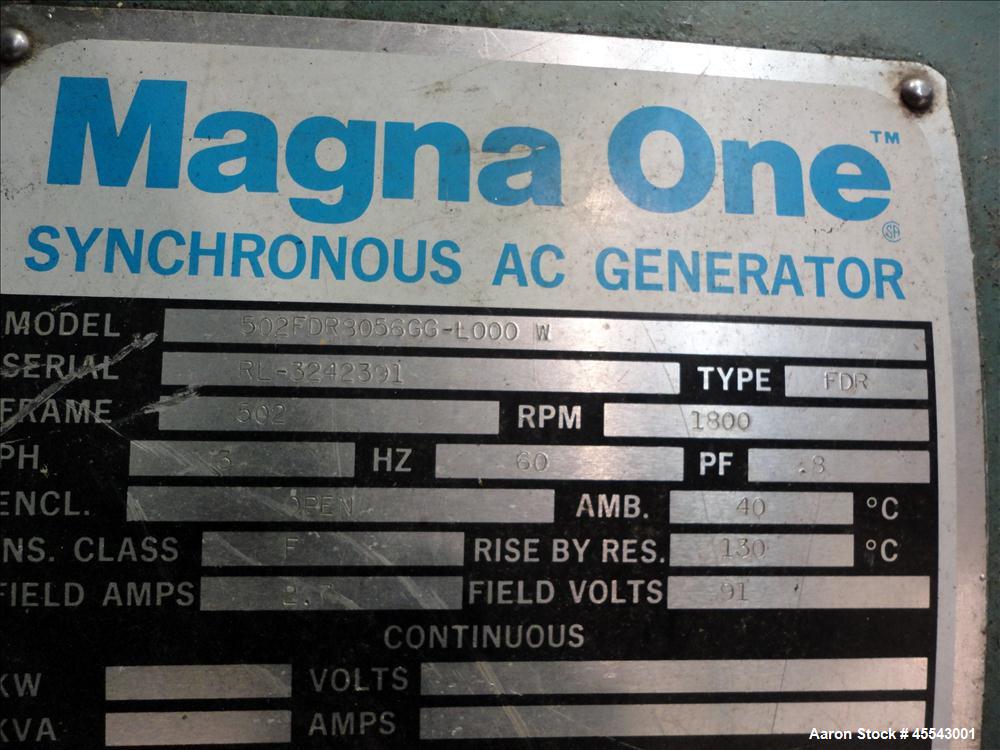 Magna One™
SYNCHRONOUS AC GENERATOR
MODEL 502FDR8056GG-L000 W
SERIAL RL-3242391 TYPE FDR
FRAME 502 RPM 1800
PH 3 HZ 60 PF .8
ENCL. OPEN AMB. 40 °C
NS. CLASS F RISE BY RES. 130 °C
FIELD AMPS FIELD VOLTS 91
CONTINUOUS
KW VOLTS
KVA AMPS
Aaron Stock # 45543001